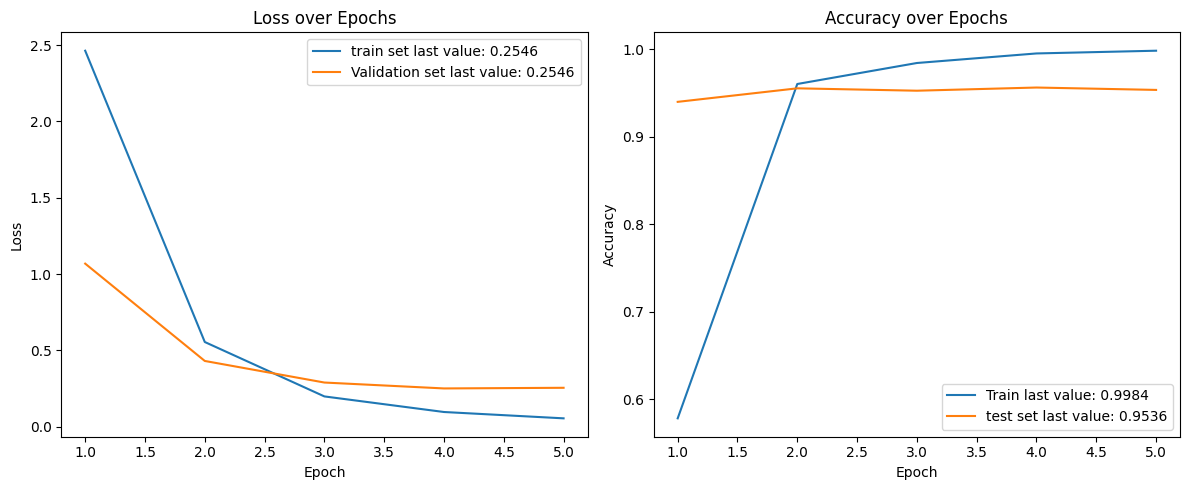 Loss over Epochs
train set last value: 0.2546
Validation set last value: 0.2546
2.5
2.0
1.5
1.0
0.5
0.0
Loss
1.0 1.5 2.0 2.5 3.0 3.5 4.0 4.5 5.0
Epoch
Accuracy over Epochs
1.0
0.9
0.8
0.7
0.6
Accuracy
Train last value: 0.9984
test set last value: 0.9536
1.0 1.5 2.0 2.5 3.0 3.5 4.0 4.5 5.0
Epoch